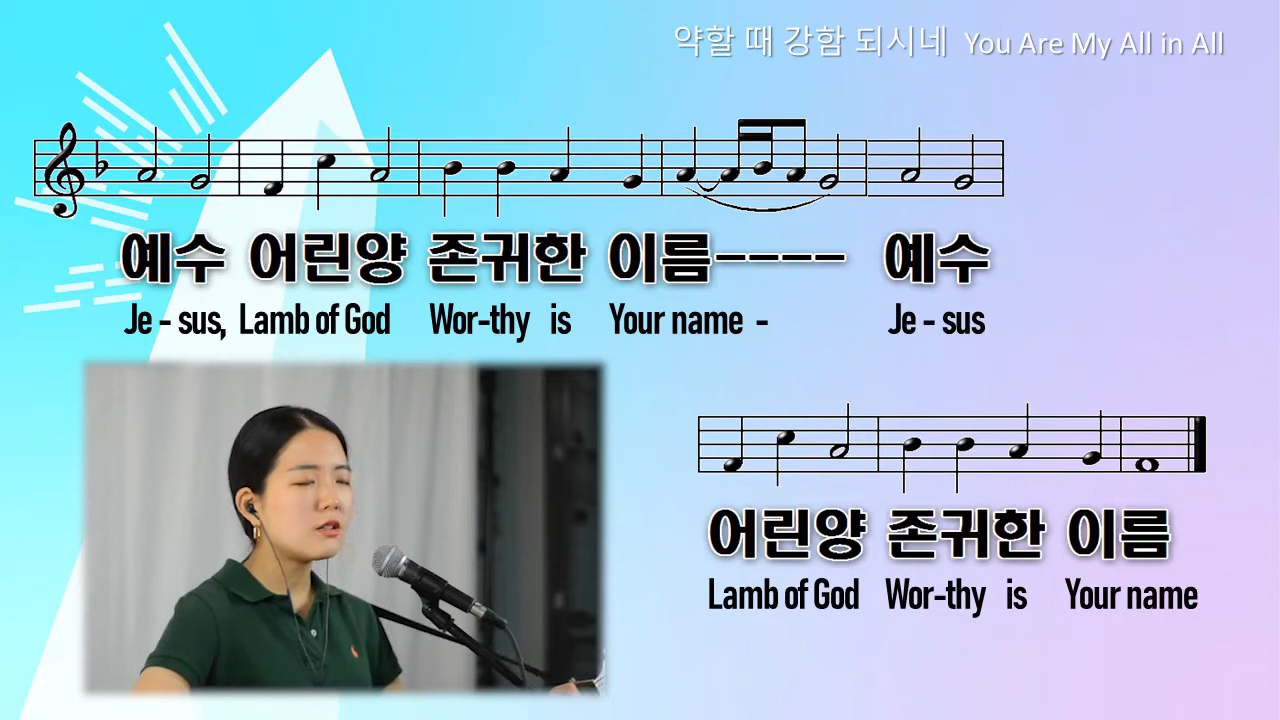 약할 때 강함 되시네 You Are My All in All
예수 어린양 존귀한 이름---- 예수
Je - sus, Lamb of God Wor-thy is Your name - Je - sus
어린양 존귀한 이름
Lamb of God Wor-thy is Your name